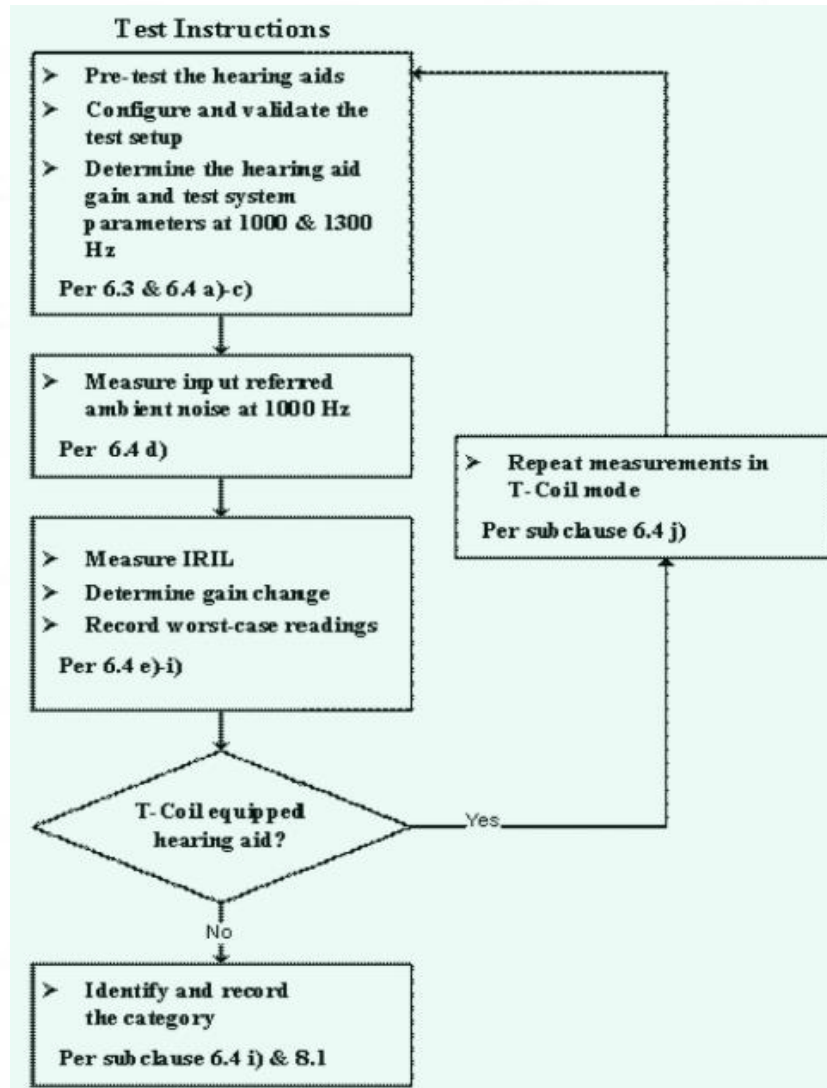 Test Instructions
➢ Pre-test the hearing aids
➢ Configure and validate the
test setup
➢ Determine the hearing aid
gain and test system
parameters at 1000 & 1300
Hz
Per 6.3 & 6.4 a)-c)
➢ Measure input referred
ambient noise at 1000 Hz
Per 6.4 d)
➢ Repeat measurements in
T-Coil mode
Per subclause 6.4 j)
➢ Measure IRIL
➢ Determine gain change
➢ Record worst-case readings
Per 6.4 e)-i)
T-Coil equipped
hearing aid?
Yes
No
➢ Identify and record
the category
Per subclause 6.4 i) & 8.1